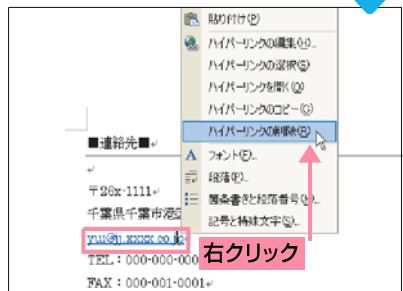 貼り付け(P)
ハイパーリンクの編集(H)...
ハイパーリンクの選択(S)
ハイパーリンクを開く(O)
ハイパーリンクのコピー(C)
ハイパーリンクの削除(R)
フォント(F)...
段落(P)...
箇条書きと段落番号(N)...
記号と特殊文字(S)...
■連絡先■
〒26x-1111
千葉県千葉市港区
TEL：000-000-000
FAX：000-001-0001
右クリック